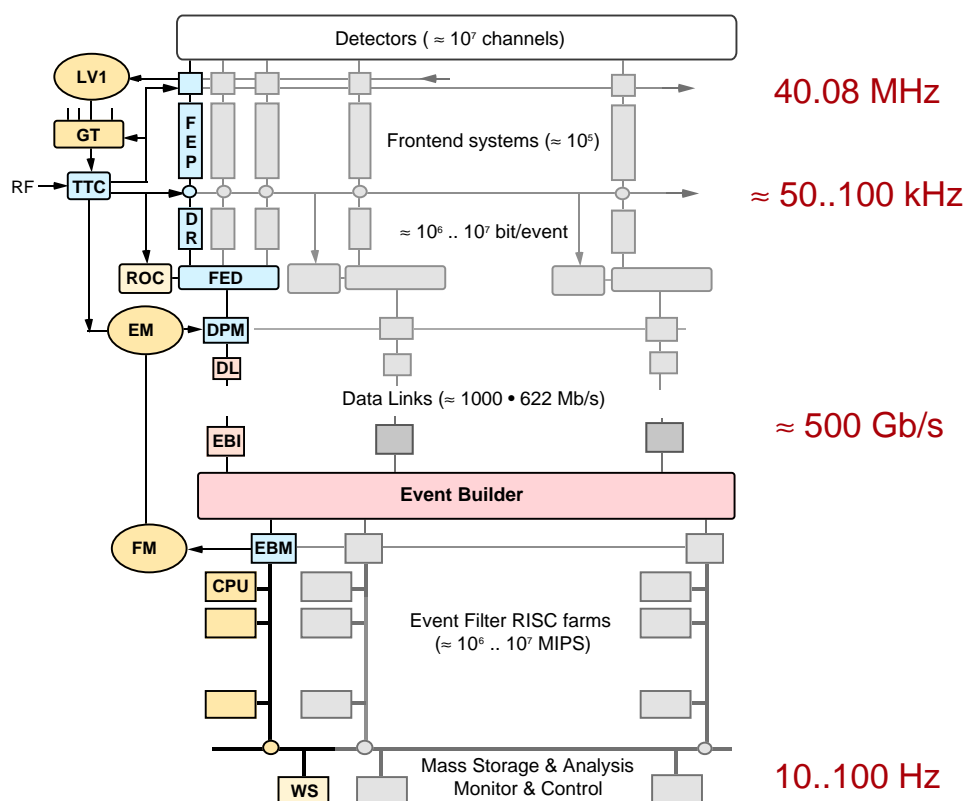 Detectors ( ≈ 10⁷ channels)
LV1
40.08 MHz
GT
FEP
Frontend systems (≈ 10⁵)
RF
TTC
≈ 50..100 kHz
DR
≈ 10⁶ .. 10⁷ bit/event
ROC
FED
EM
DPM
DL
Data Links (≈ 1000 • 622 Mb/s)
≈ 500 Gb/s
EBI
Event Builder
FM
EBM
CPU
Event Filter RISC farms
(≈ 10⁶ .. 10⁷ MIPS)
Mass Storage & Analysis
Monitor & Control
10..100 Hz
WS